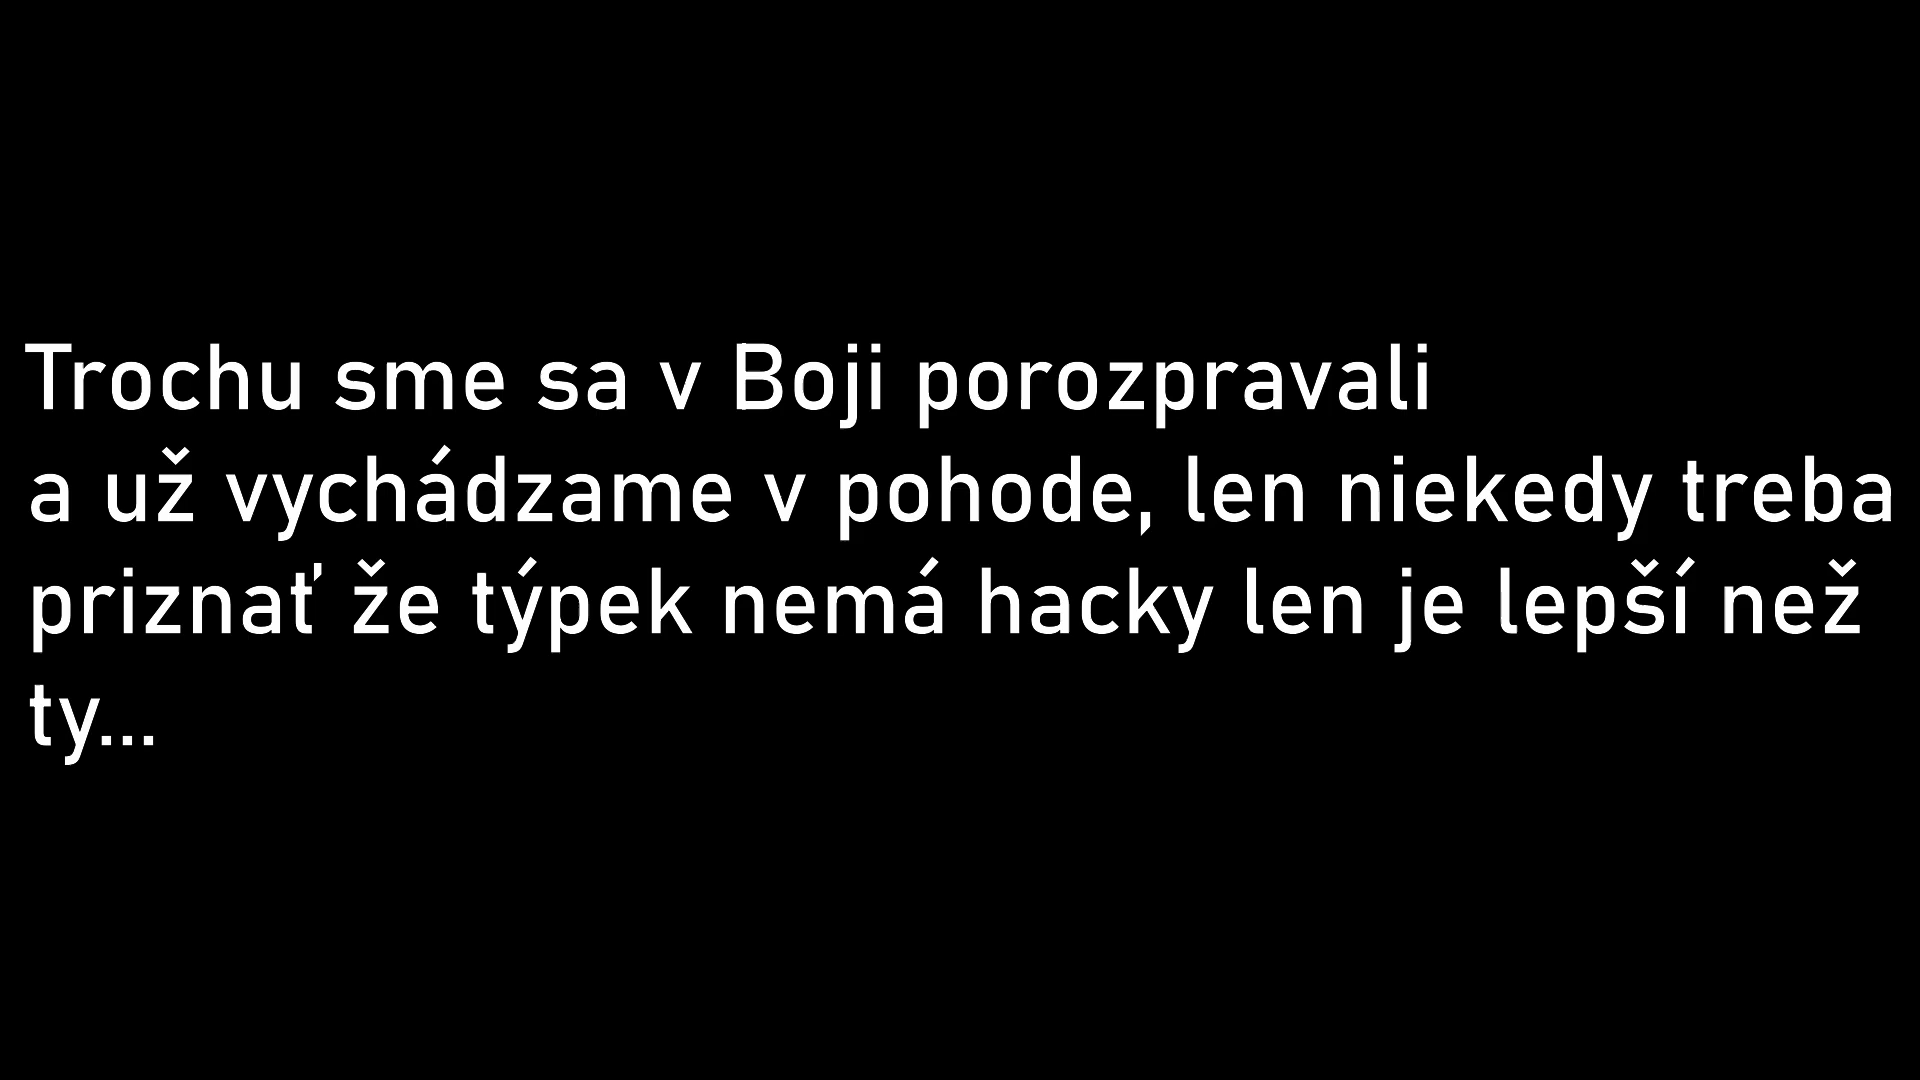 Trochu sme sa v Boji porozpravali
a už vychádzame v pohode, len niekedy treba
priznať že týpek nemá hacky len je lepší než
ty...